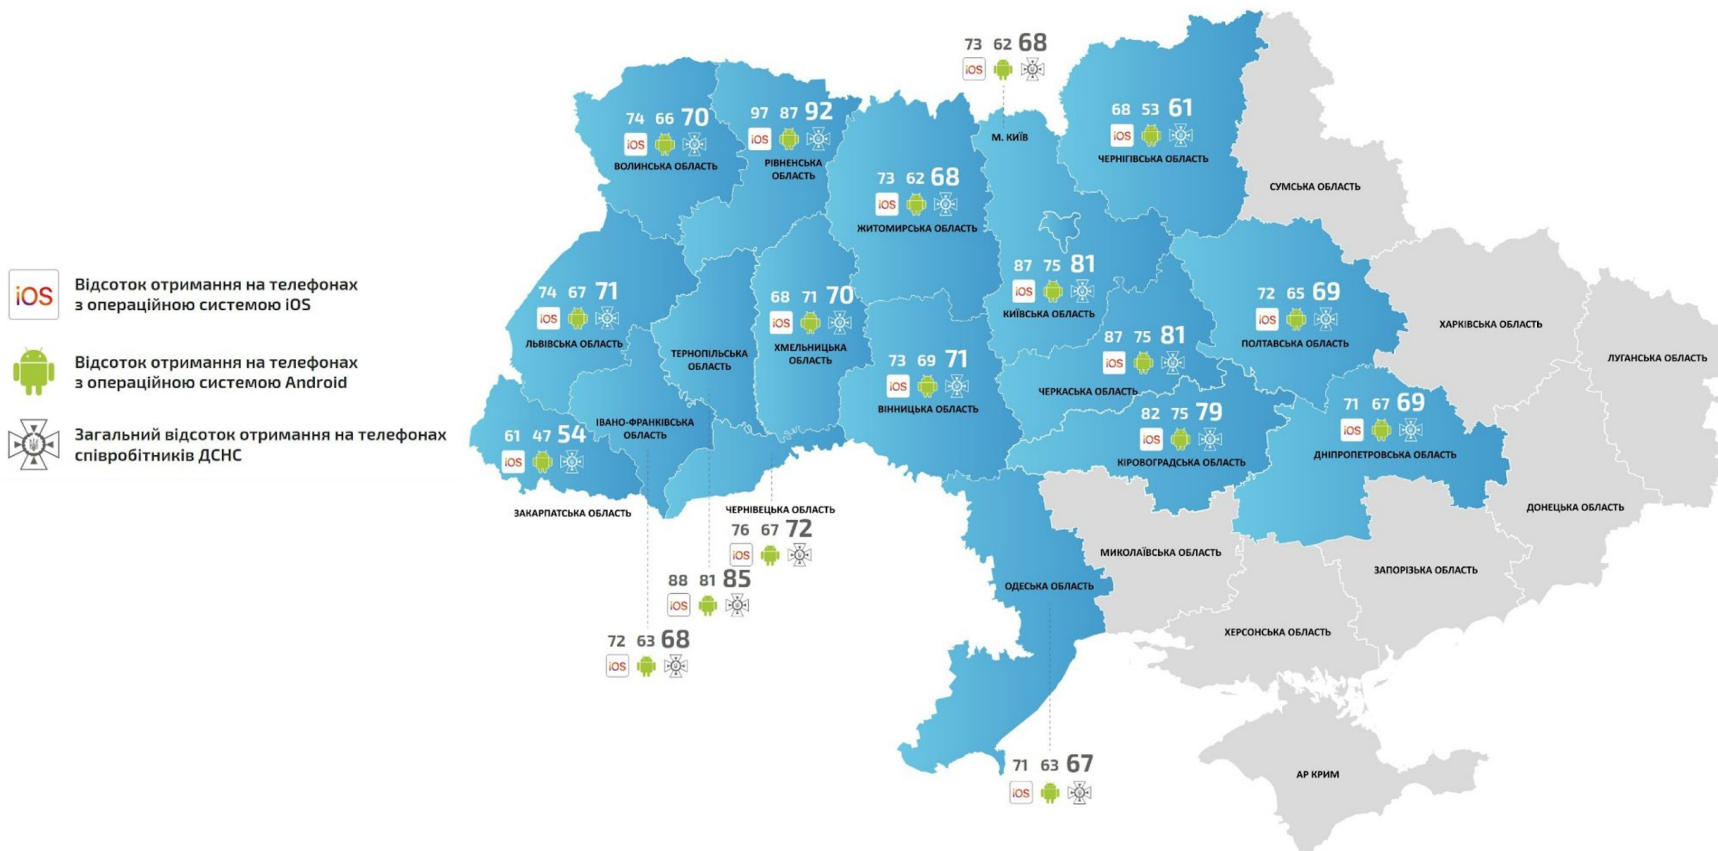 73 62 68
iOS
М. КИЇВ
74 66 70
iOS
ВОЛИНСЬКА ОБЛАСТЬ
97 87 92
iOS
РІВНЕНСЬКА
ОБЛАСТЬ
73 62 68
iOS
ЖИТОМИРСЬКА ОБЛАСТЬ
68 53 61
iOS
ЧЕРНІГІВСЬКА ОБЛАСТЬ
СУМСЬКА ОБЛАСТЬ
iOS
Відсоток отримання на телефонах
з операційною системою iOS
Відсоток отримання на телефонах
з операційною системою Android
Загальний відсоток отримання на телефонах
співробітників ДСНС
74 67 71
iOS
ЛЬВІВСЬКА ОБЛАСТЬ
ТЕРНОПІЛЬСЬКА
ОБЛАСТЬ
68 71 70
iOS
ХМЕЛЬНИЦЬКА
ОБЛАСТЬ
87 75 81
iOS
КИЇВСЬКА ОБЛАСТЬ
72 65 69
iOS
ПОЛТАВСЬКА ОБЛАСТЬ
ХАРКІВСЬКА ОБЛАСТЬ
ЛУГАНСЬКА ОБЛАСТЬ
73 69 71
iOS
ВІННИЦЬКА ОБЛАСТЬ
87 75 81
iOS
ЧЕРКАСЬКА ОБЛАСТЬ
61 47 54
iOS
ЗАКАРПАТСЬКА ОБЛАСТЬ
ІВАНО-ФРАНКІВСЬКА
ОБЛАСТЬ
82 75 79
iOS
КІРОВОГРАДСЬКА ОБЛАСТЬ
71 67 69
iOS
ДНІПРОПЕТРОВСЬКА ОБЛАСТЬ
ДОНЕЦЬКА ОБЛАСТЬ
ЧЕРНІВЕЦЬКА ОБЛАСТЬ
76 67 72
iOS
88 81 85
iOS
72 63 68
iOS
МИКОЛАЇВСЬКА ОБЛАСТЬ
ЗАПОРІЗЬКА ОБЛАСТЬ
ОДЕСЬКА ОБЛАСТЬ
ХЕРСОНСЬКА ОБЛАСТЬ
71 63 67
iOS
АР КРИМ